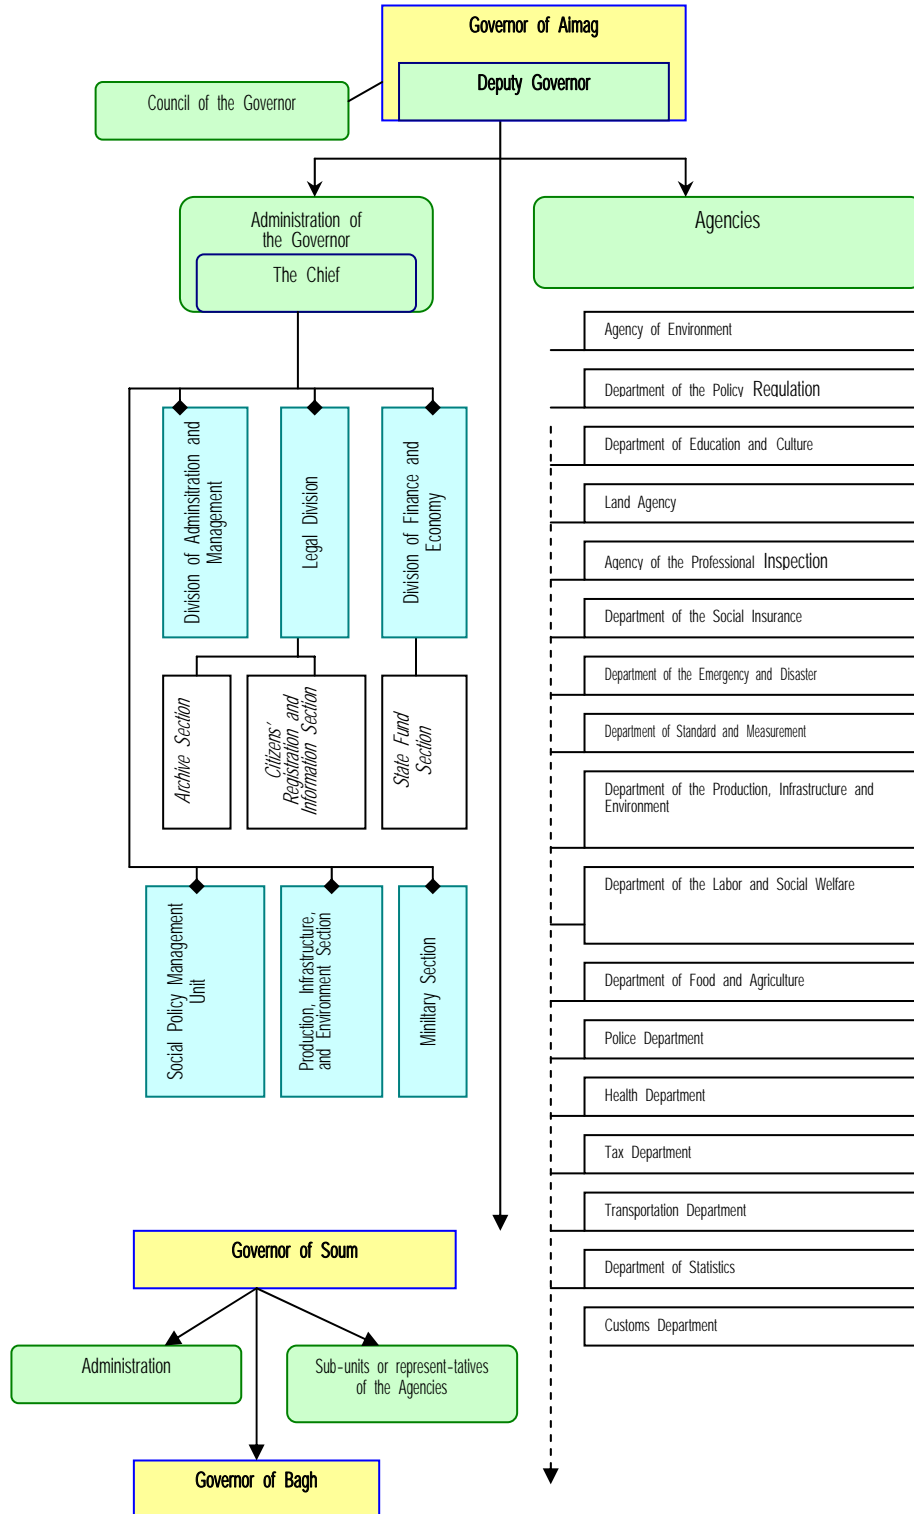 Governor of Aimag
Deputy Governor
Council of the Governor
Administration of
the Governor
The Chief
Agencies
Division of Adminsitration and
Management
Legal Division
Division of Finance and
Economy
Archive Section
Citizens'
Registration and
Information Section
State Fund
Section
Social Policy Management
Unit
Production, Infrastructure,
and Environment Section
Miniltary Section
Agency of Environment
Department of the Policy Regulation
Department of Education and Culture
Land Agency
Agency of the Professional Inspection
Department of the Social Insurance
Department of the Emergency and Disaster
Department of Standard and Measurement
Department of the Production, Infrastructure and
Environment
Department of the Labor and Social Welfare
Department of Food and Agriculture
Police Department
Health Department
Tax Department
Transportation Department
Department of Statistics
Customs Department
Governor of Soum
Administration
Sub-units or represent-tatives
of the Agencies
Governor of Bagh